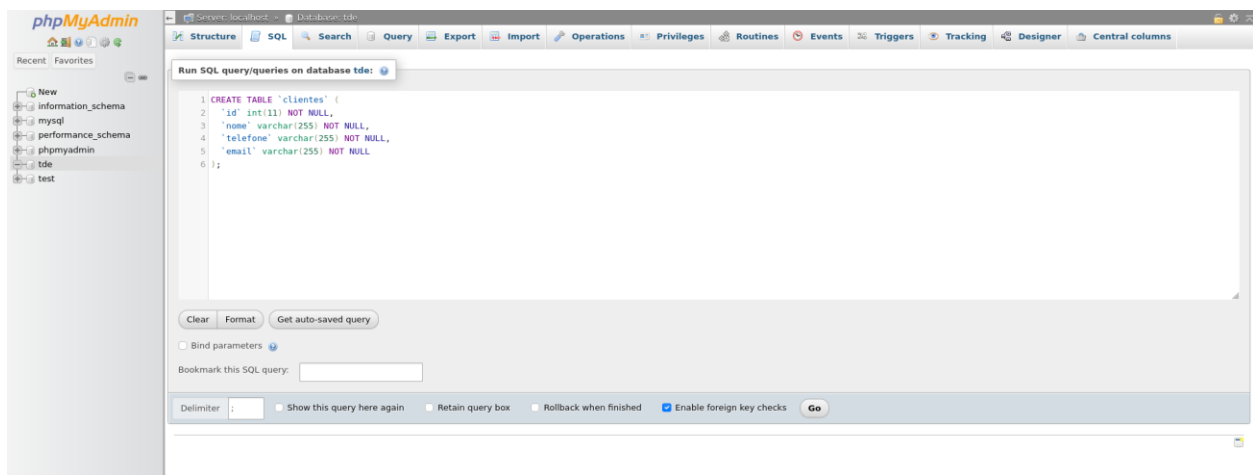 phpMyAdmin
Recent Favorites
New
information_schema
mysql
performance_schema
phpmyadmin
tde
test
Server: localhost » Database: tde
Structure SQL Search Query Export Import Operations Privileges Routines Events Triggers Tracking Designer Central columns
Run SQL query/queries on database tde:
1 CREATE TABLE `clientes` (
2 `id` int(11) NOT NULL,
3 `nome` varchar(255) NOT NULL,
4 `telefone` varchar(255) NOT NULL,
5 `email` varchar(255) NOT NULL
6 );
Clear Format Get auto-saved query
Bind parameters
Bookmark this SQL query:
Delimiter ; Show this query here again Retain query box Rollback when finished Enable foreign key checks Go